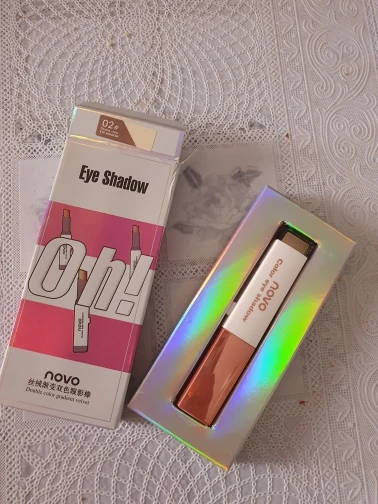 02#
Eye Shadow
Oh!
novo
丝绒渐变双色眼影棒
Double color gradient velvet
novo
Color eye shadow